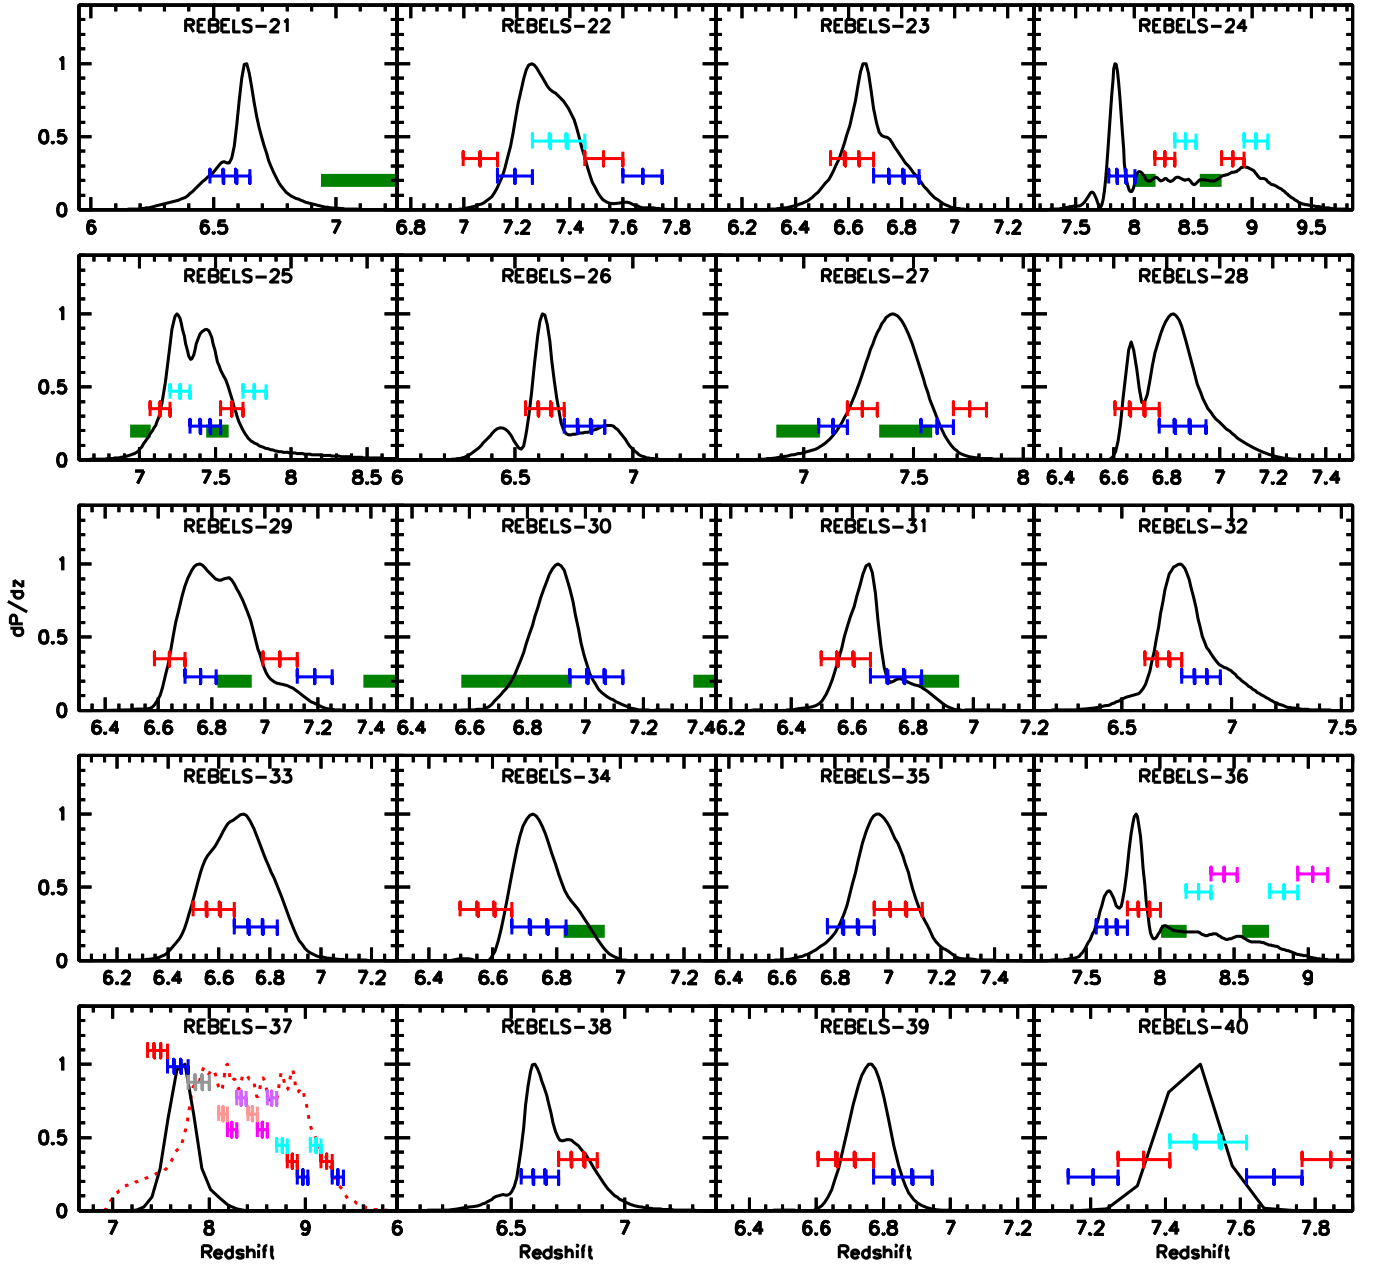 REBELS-21 REBELS-22 REBELS-23 REBELS-24
1
0.5
0
6 6.5 7 6.8 7 7.2 7.4 7.6 7.8 6.2 6.4 6.6 6.8 7 7.2 7.5 8 8.5 9 9.5
REBELS-25 REBELS-26 REBELS-27 REBELS-28
1
0.5
0
7 7.5 8 8.5 6 6.5 7 7 7.5 8 6.4 6.6 6.8 7 7.2 7.4
REBELS-29 REBELS-30 REBELS-31 REBELS-32
1
dP/dz
0.5
0
6.4 6.6 6.8 7 7.2 7.4 6.4 6.6 6.8 7 7.2 7.4 6.2 6.4 6.6 6.8 7 7.2 6.5 7 7.5
REBELS-33 REBELS-34 REBELS-35 REBELS-36
1
0.5
0
6.2 6.4 6.6 6.8 7 7.2 6.4 6.6 6.8 7 7.2 6.4 6.6 6.8 7 7.2 7.4 7.5 8 8.5 9
REBELS-37 REBELS-38 REBELS-39 REBELS-40
1
0.5
0
7 8 9 6 6.5 7 6.4 6.6 6.8 7 7.2 7.2 7.4 7.6 7.8
Redshift Redshift Redshift Redshift